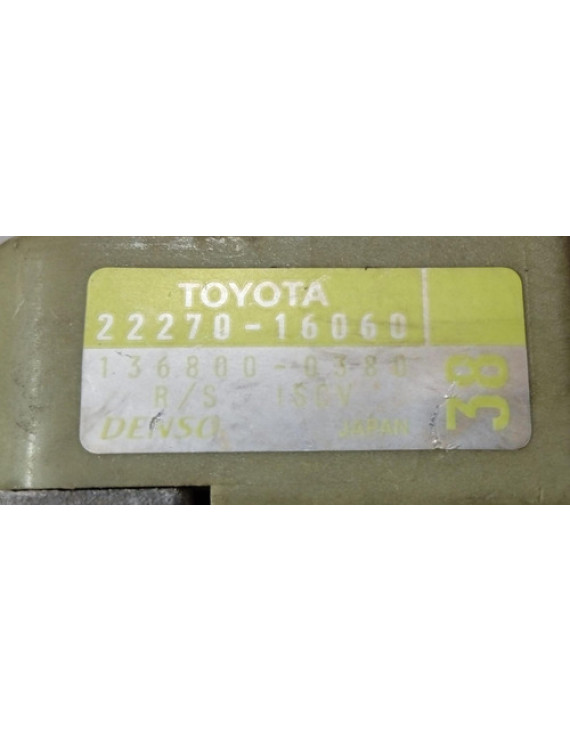 TOYOTA
22270-16060
136800-0380
R/S ISCV
DENSO JAPAN
38